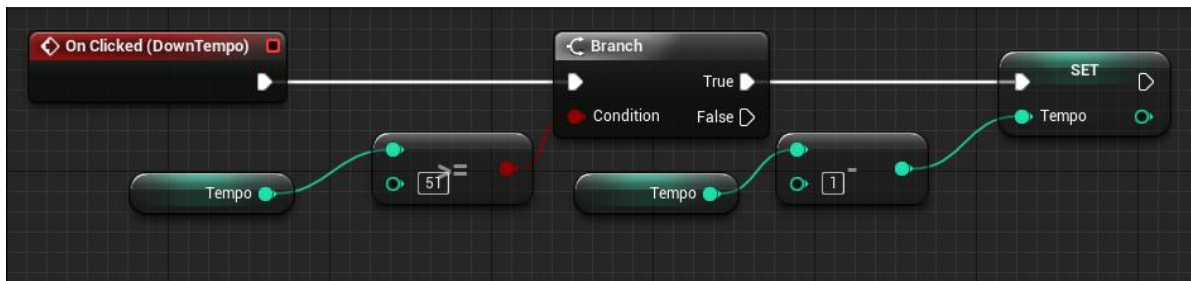 On Clicked (DownTempo)
Branch
True
Condition
False
SET
Tempo
>=
51
Tempo
Tempo
1
-